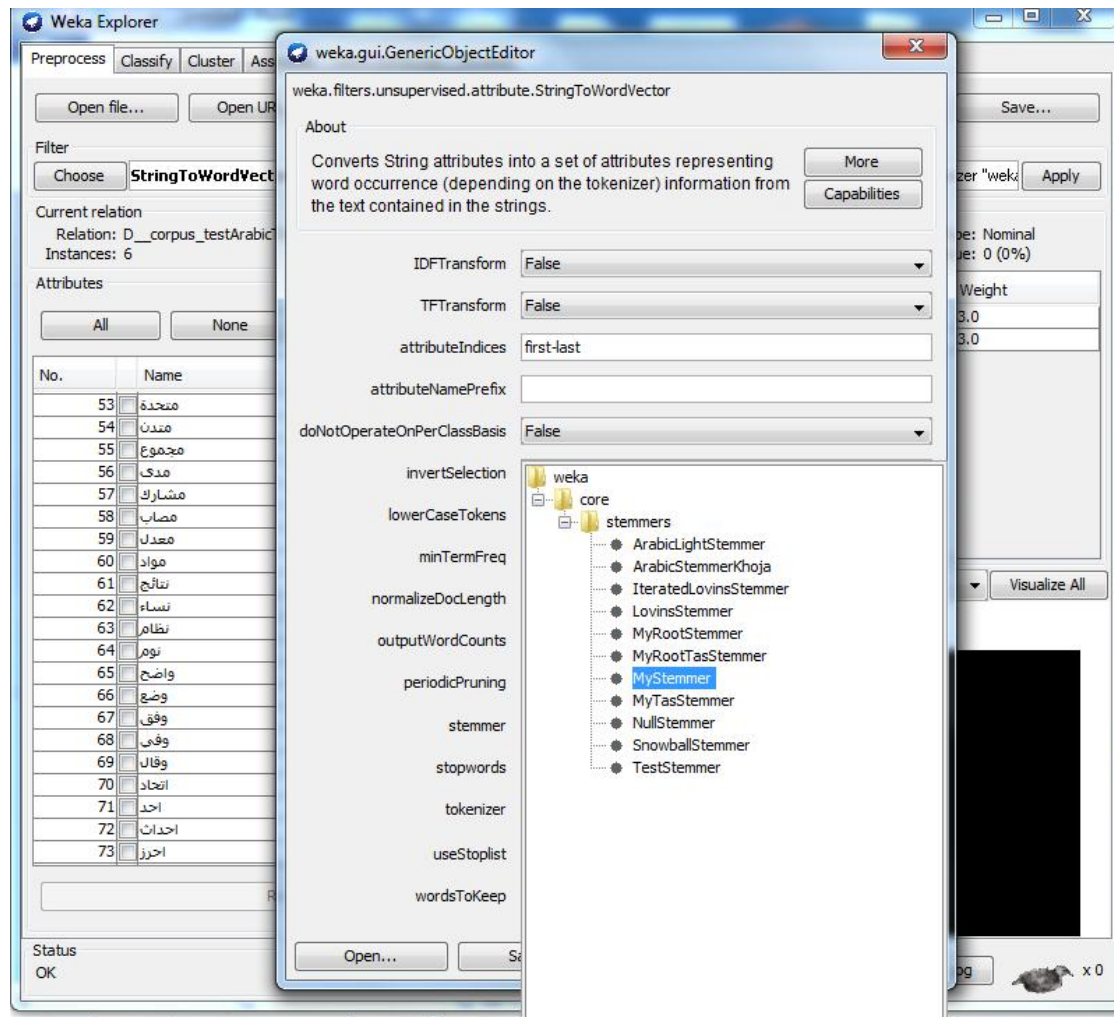 Weka Explorer
Preprocess Classify Cluster Ass
Open file... Open UR Save...
Filter
Choose StringToWordVect zer "weka Apply
Current relation
Relation: D__corpus_testArabicT
Instances: 6
pe: Nominal
ue: 0 (0%)
Attributes
All None
Weight
3.0
3.0
No. Name
53 متحدة
54 متدن
55 مجموع
56 مدى
57 مشارك
58 مصاب
59 معدل
60 مواد
61 نتائج
62 نساء
63 نظام
64 نوم
65 واضح
66 وضع
67 وفق
68 وفي
69 وقال
70 اتحاد
71 احد
72 احداث
73 احرز
R
Visualize All
Status
OK
og x 0
weka.gui.GenericObjectEditor
weka.filters.unsupervised.attribute.StringToWordVector
About
Converts String attributes into a set of attributes representing
word occurrence (depending on the tokenizer) information from
the text contained in the strings.
More
Capabilities
IDFTransform False
TFTransform False
attributeIndices first-last
attributeNamePrefix
doNotOperateOnPerClassBasis False
invertSelection
lowerCaseTokens
minTermFreq
normalizeDocLength
outputWordCounts
periodicPruning
stemmer
stopwords
tokenizer
useStoplist
wordsToKeep
Open... Sa
weka
core
stemmers
ArabicLightStemmer
ArabicStemmerKhoja
IteratedLovinsStemmer
LovinsStemmer
MyRootStemmer
MyRootTasStemmer
MyStemmer
MyTasStemmer
NullStemmer
SnowballStemmer
TestStemmer